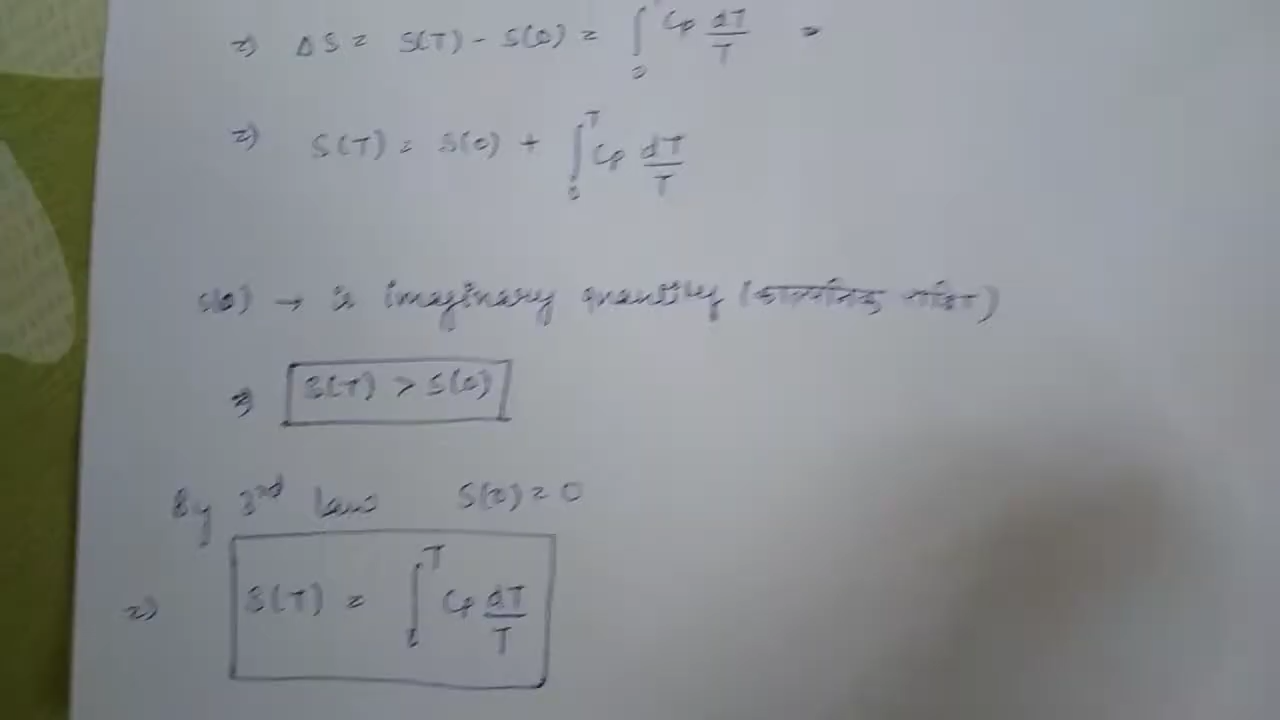 =) ΔS = S(T) - S(0) = ∫₀ Cp dT/T =
=) S(T) = S(0) + ∫₀ᵀ Cp dT/T
S(0) → is imaginary quantity (काल्पनिक राशि)
=) S(T) > S(0)
By 3rd law S(0) = 0
=) S(T) = ∫₀ᵀ Cp dT/T